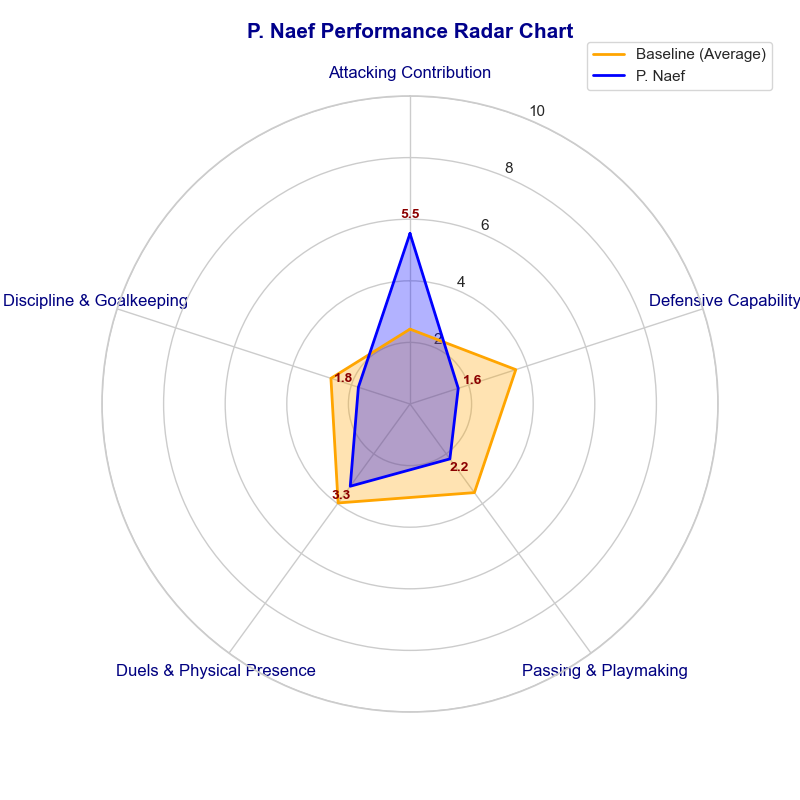 P. Naef Performance Radar Chart
Baseline (Average)
P. Naef
Attacking Contribution
10
8
6
4
2
5.5
Discipline & Goalkeeping
Defensive Capability
1.8
1.6
2.2
3.3
Duels & Physical Presence
Passing & Playmaking